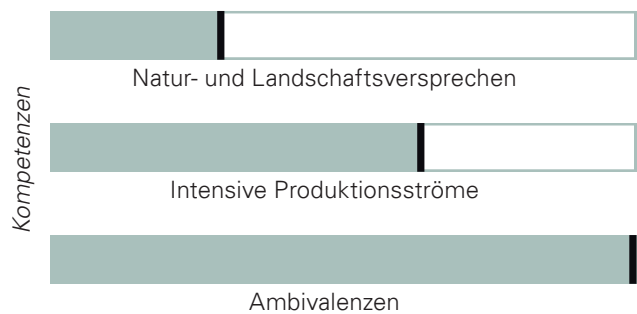 Kompetenzen
Natur- und Landschaftsversprechen
Intensive Produktionsströme
Ambivalenzen